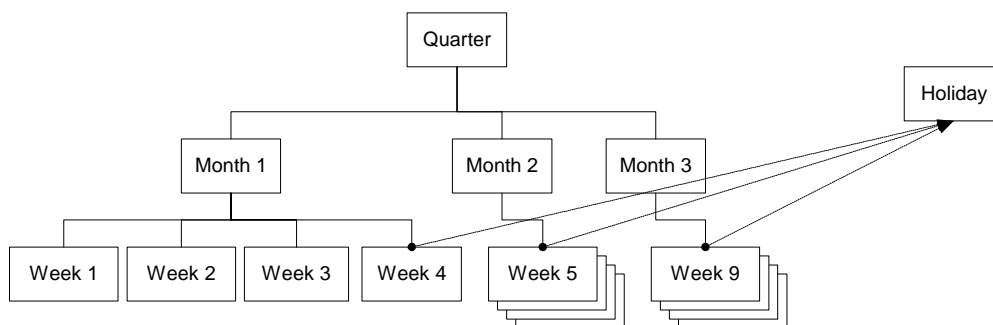 Quarter
Holiday
Month 1
Month 2
Month 3
Week 1
Week 2
Week 3
Week 4
Week 5
Week 9